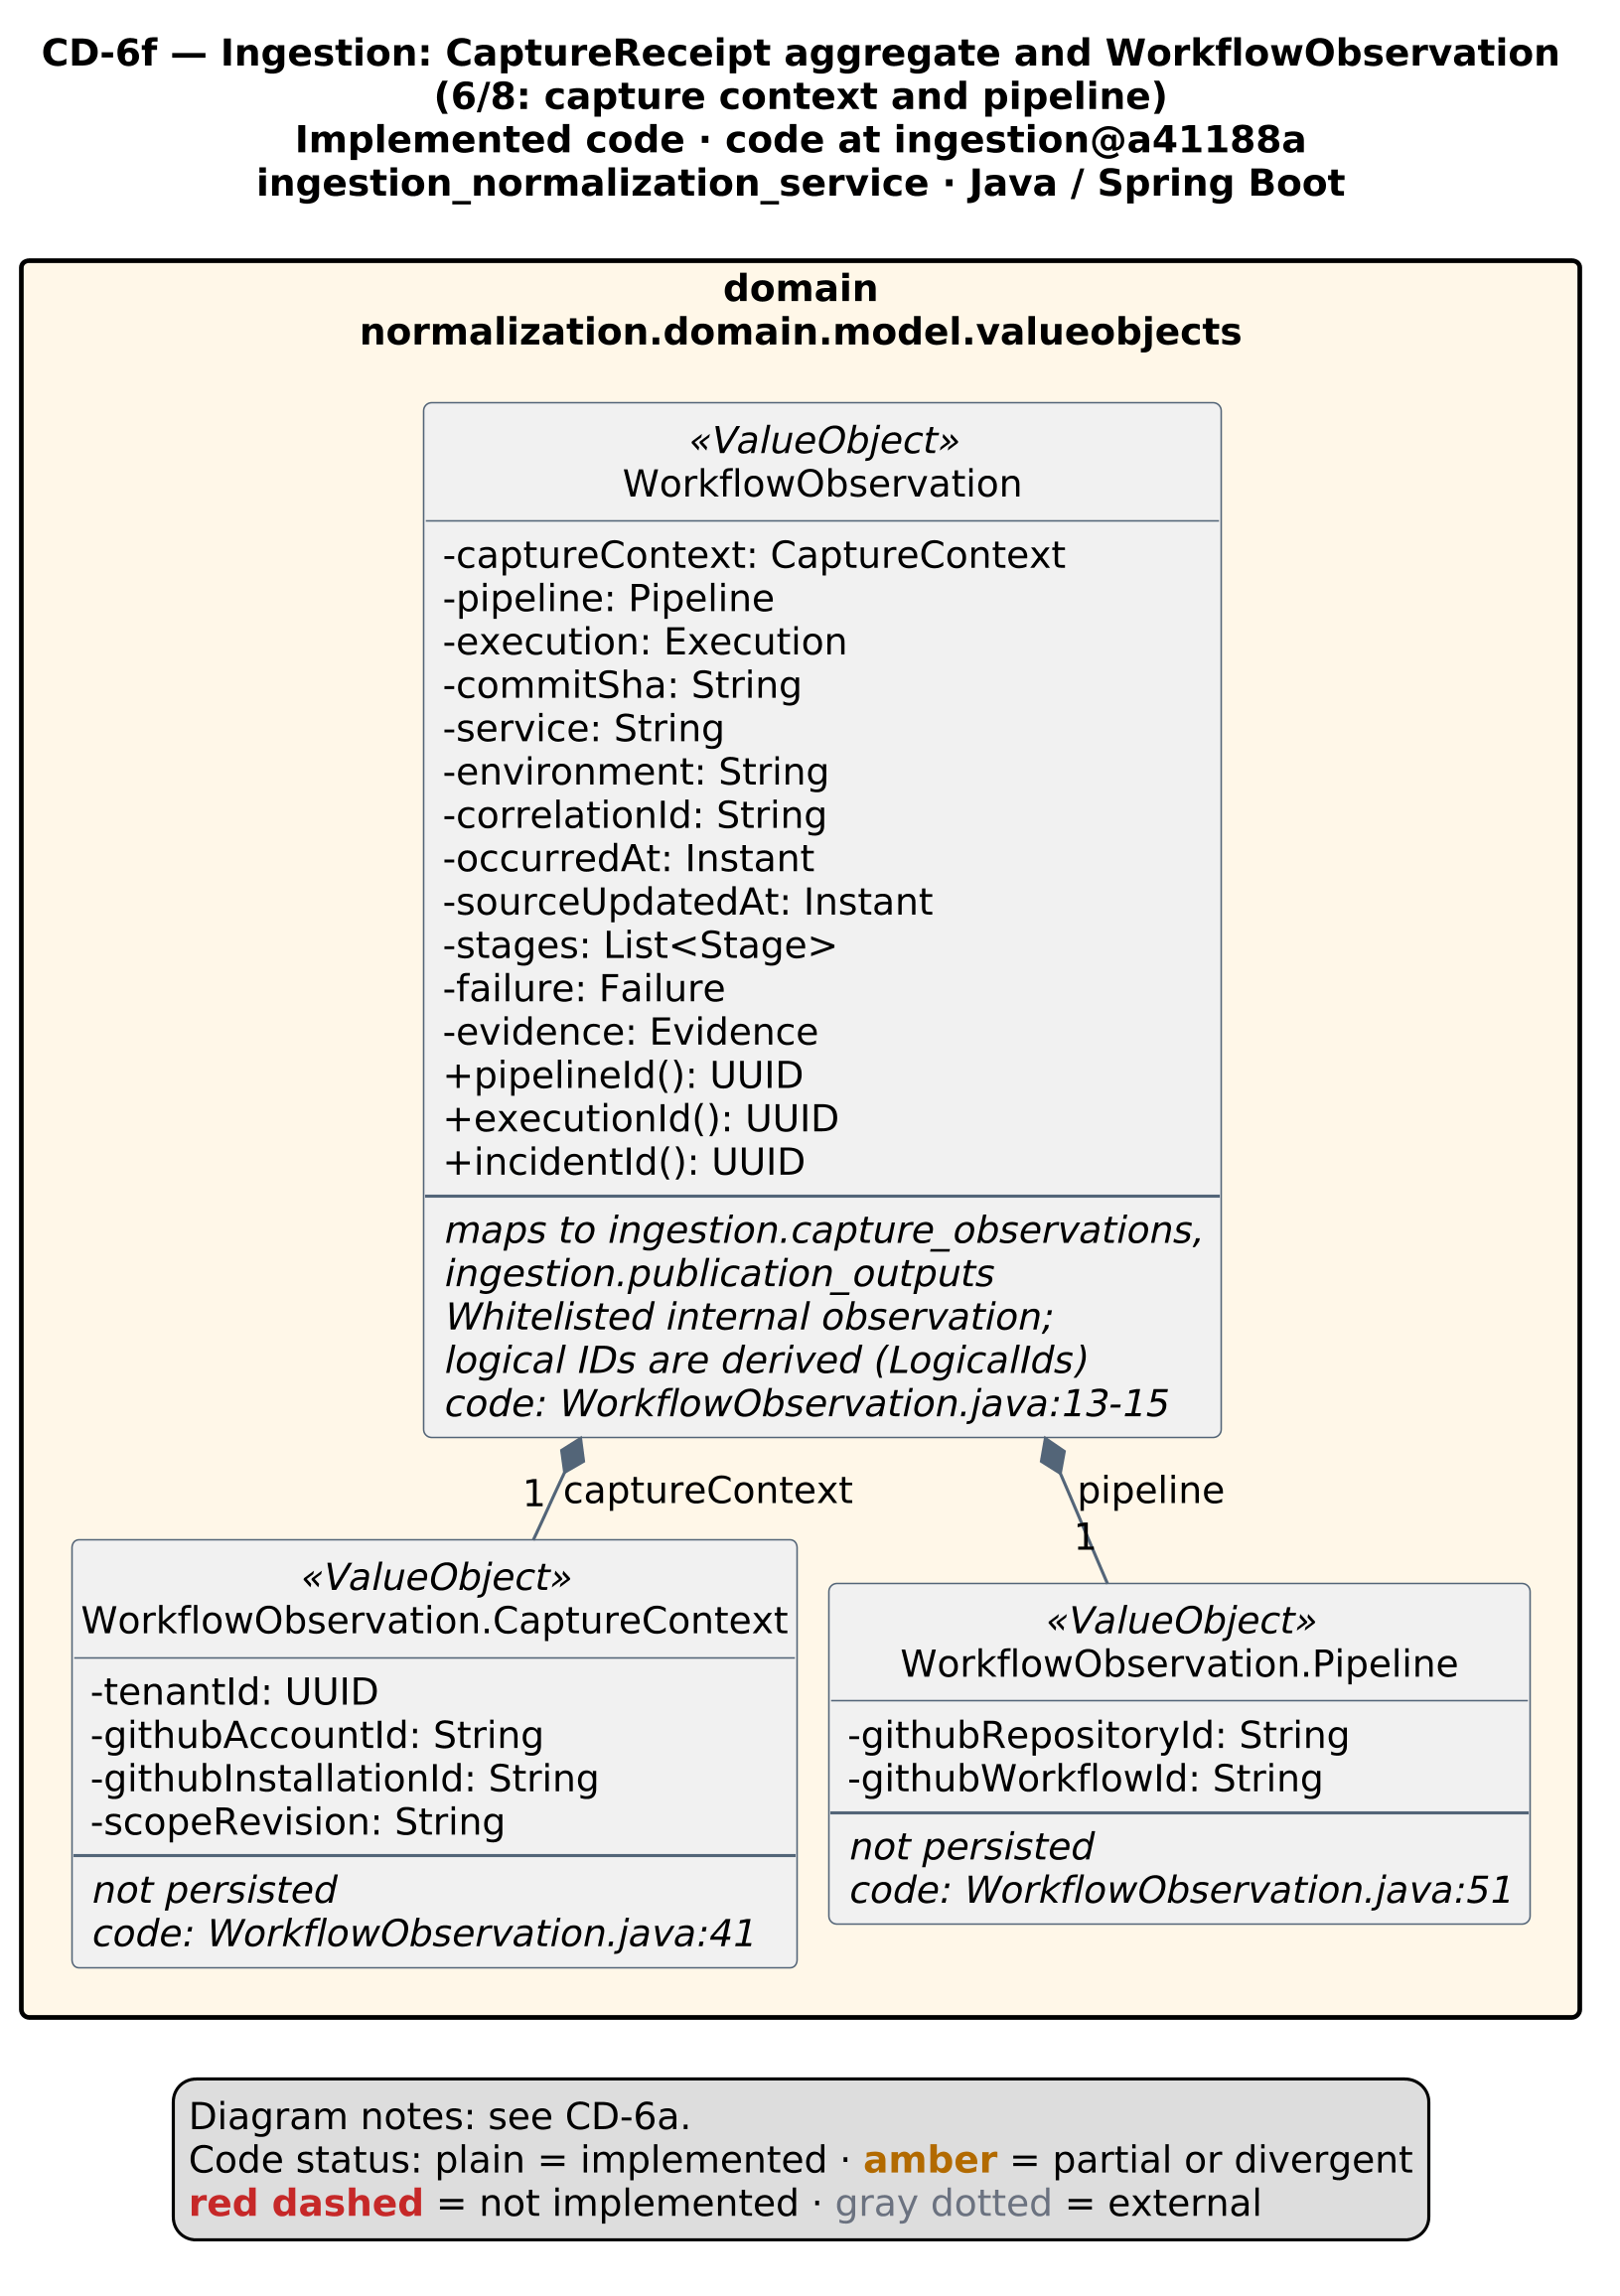 CD-6f — Ingestion: CaptureReceipt aggregate and WorkflowObservation
(6/8: capture context and pipeline)
Implemented code · code at ingestion@a41188a
ingestion_normalization_service · Java / Spring Boot
domain
normalization.domain.model.valueobjects
«ValueObject»
WorkflowObservation
-captureContext: CaptureContext
-pipeline: Pipeline
-execution: Execution
-commitSha: String
-service: String
-environment: String
-correlationId: String
-occurredAt: Instant
-sourceUpdatedAt: Instant
-stages: List<Stage>
-failure: Failure
-evidence: Evidence
+pipelineId(): UUID
+executionId(): UUID
+incidentId(): UUID
maps to ingestion.capture_observations,
ingestion.publication_outputs
Whitelisted internal observation;
logical IDs are derived (LogicalIds)
code: WorkflowObservation.java:13-15
1 captureContext
pipeline
1
«ValueObject»
WorkflowObservation.CaptureContext
-tenantId: UUID
-githubAccountId: String
-githubInstallationId: String
-scopeRevision: String
not persisted
code: WorkflowObservation.java:41
«ValueObject»
WorkflowObservation.Pipeline
-githubRepositoryId: String
-githubWorkflowId: String
not persisted
code: WorkflowObservation.java:51
Diagram notes: see CD-6a.
Code status: plain = implemented · amber = partial or divergent
red dashed = not implemented · gray dotted = external